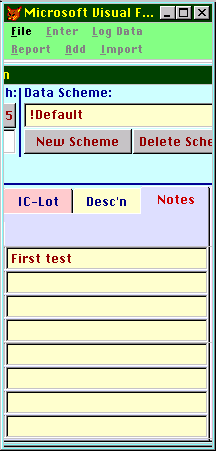 Microsoft Visual F...
File Enter Log Data
Report Add Import
n
h: Data Scheme:
5 !Default
New Scheme Delete Sche
IC-Lot Desc'n Notes
First test